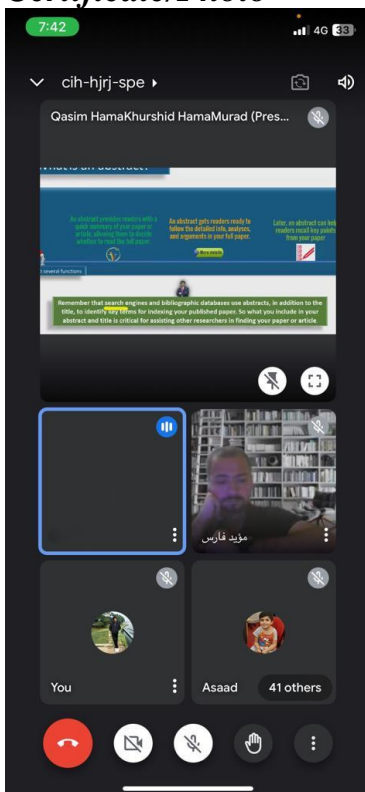 7:42
4G 33
cih-hjrj-spe
Qasim HamaKhurshid HamaMurad (Pres...
What is an abstract?
An abstract provides readers with a
quick summary of your paper or
article, allowing them to decide
whether to read the full paper.
An abstract gets readers ready to
follow the detailed info, analyses,
and arguments in your full paper.
More details
Later, an abstract can help
readers recall key points
from your paper
t several functions
Remember that search engines and bibliographic databases use abstracts, in addition to the
title, to identify key terms for indexing your published paper. So what you include in your
abstract and title is critical for assisting other researchers in finding your paper or article
مؤيد فارس
You
Asaad
41 others